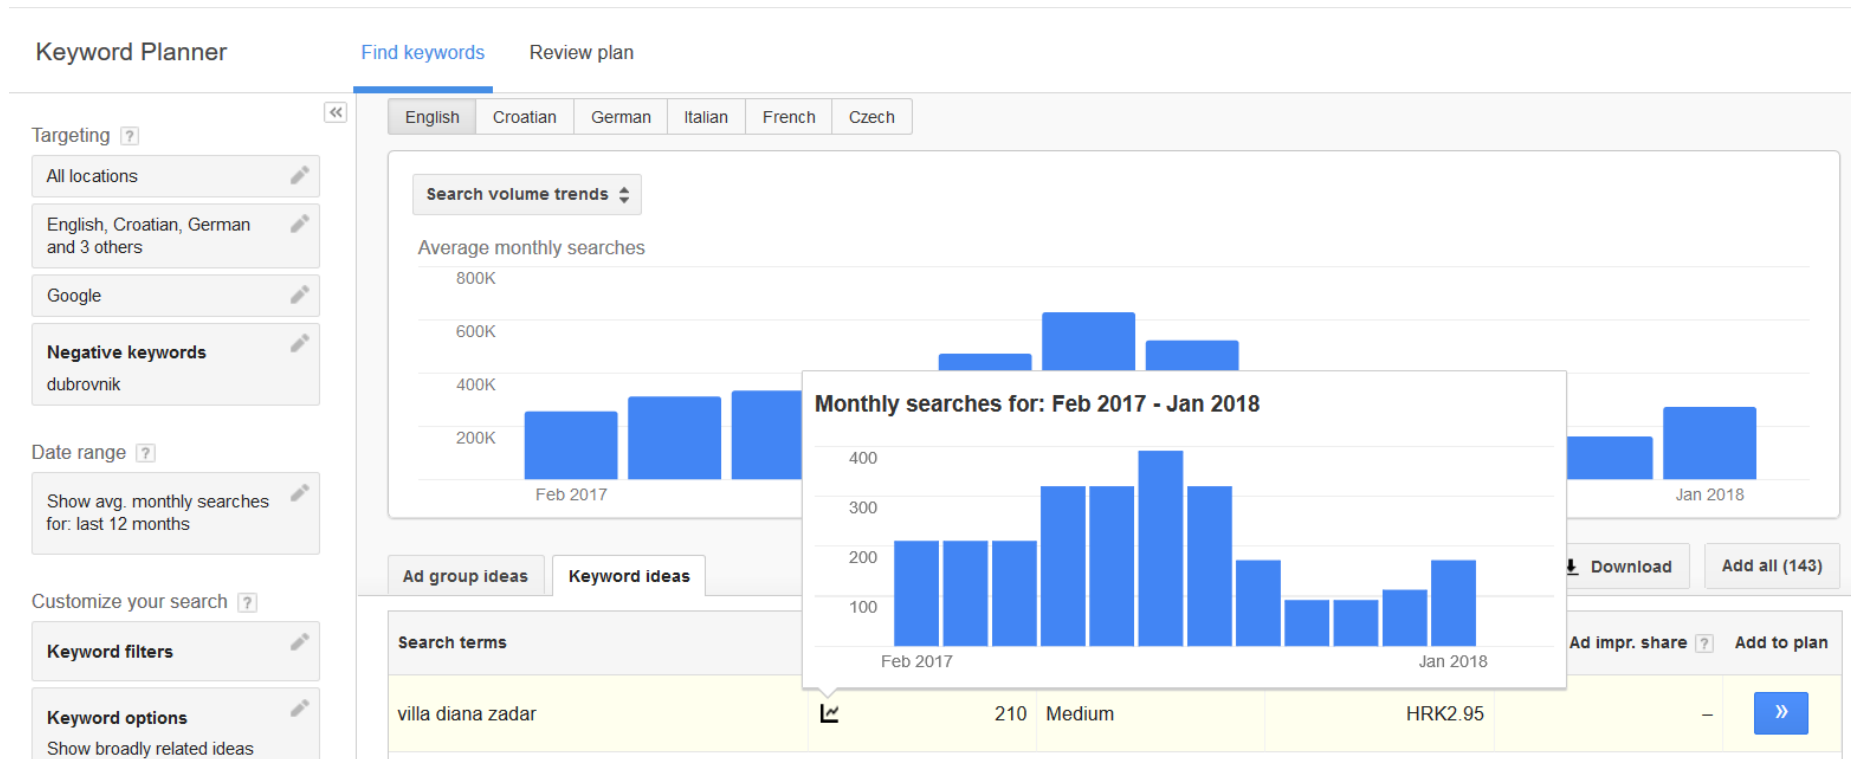 Keyword Planner
Find keywords
Review plan
Targeting ?
All locations
English, Croatian, German
and 3 others
Google
Negative keywords
dubrovnik
Date range ?
Show avg. monthly searches
for: last 12 months
Customize your search ?
Keyword filters
Keyword options
Show broadly related ideas
English
Croatian
German
Italian
French
Czech
Search volume trends
Average monthly searches
800K
600K
400K
200K
Feb 2017
Jan 2018
Monthly searches for: Feb 2017 - Jan 2018
400
300
200
100
Feb 2017
Jan 2018
Ad group ideas
Keyword ideas
Download
Add all (143)
Search terms
Ad impr. share ?
Add to plan
villa diana zadar
210
Medium
HRK2.95
–
»